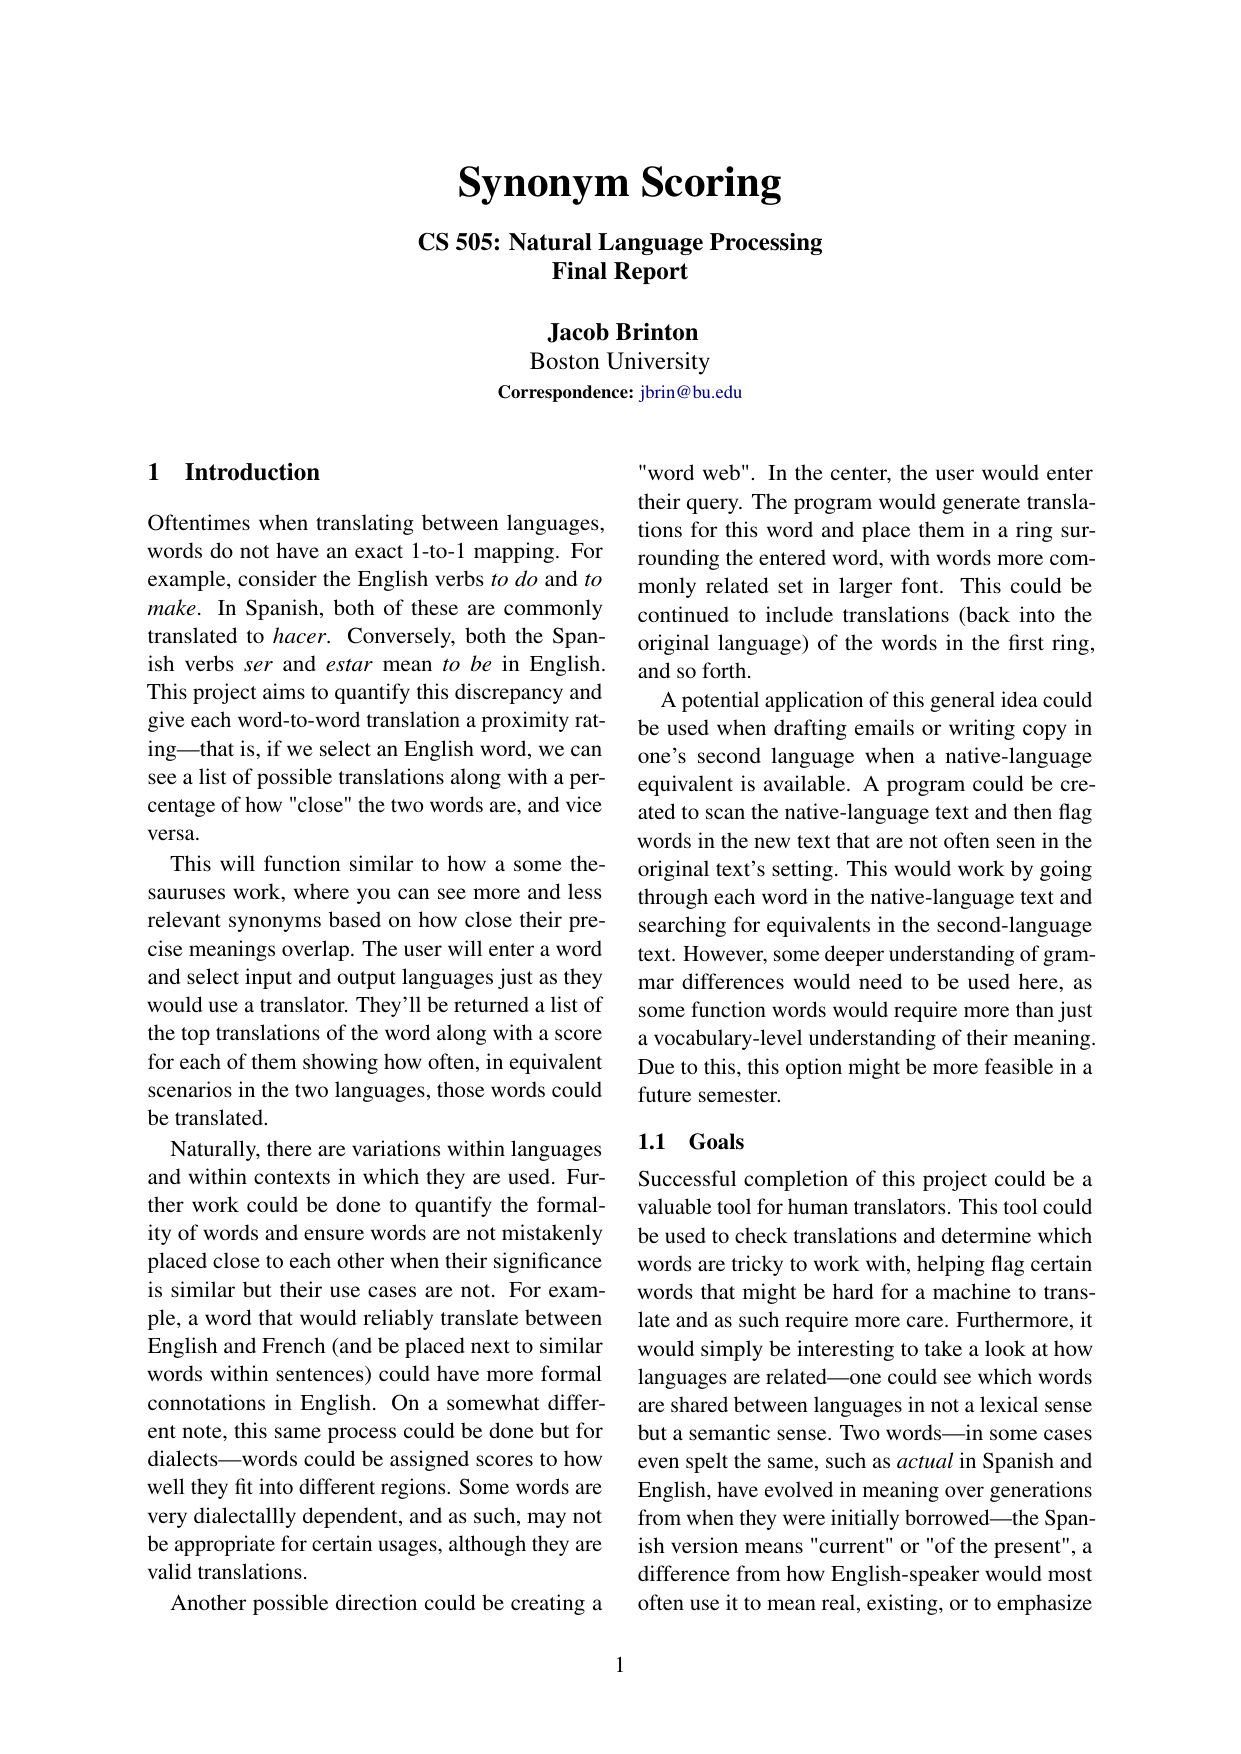 Synonym Scoring
CS 505: Natural Language Processing
Final Report
Jacob Brinton
Boston University
Correspondence: jbrin@bu.edu
1 Introduction
Oftentimes when translating between languages,
words do not have an exact 1-to-1 mapping. For
example, consider the English verbs to do and to
make. In Spanish, both of these are commonly
translated to hacer. Conversely, both the Span-
ish verbs ser and estar mean to be in English.
This project aims to quantify this discrepancy and
give each word-to-word translation a proximity rat-
ing—that is, if we select an English word, we can
see a list of possible translations along with a per-
centage of how "close" the two words are, and vice
versa.
This will function similar to how a some the-
sauruses work, where you can see more and less
relevant synonyms based on how close their pre-
cise meanings overlap. The user will enter a word
and select input and output languages just as they
would use a translator. They'll be returned a list of
the top translations of the word along with a score
for each of them showing how often, in equivalent
scenarios in the two languages, those words could
be translated.
Naturally, there are variations within languages
and within contexts in which they are used. Fur-
ther work could be done to quantify the formal-
ity of words and ensure words are not mistakenly
placed close to each other when their significance
is similar but their use cases are not. For exam-
ple, a word that would reliably translate between
English and French (and be placed next to similar
words within sentences) could have more formal
connotations in English. On a somewhat differ-
ent note, this same process could be done but for
dialects—words could be assigned scores to how
well they fit into different regions. Some words are
very dialectallly dependent, and as such, may not
be appropriate for certain usages, although they are
valid translations.
Another possible direction could be creating a
"word web". In the center, the user would enter
their query. The program would generate transla-
tions for this word and place them in a ring sur-
rounding the entered word, with words more com-
monly related set in larger font. This could be
continued to include translations (back into the
original language) of the words in the first ring,
and so forth.
A potential application of this general idea could
be used when drafting emails or writing copy in
one's second language when a native-language
equivalent is available. A program could be cre-
ated to scan the native-language text and then flag
words in the new text that are not often seen in the
original text's setting. This would work by going
through each word in the native-language text and
searching for equivalents in the second-language
text. However, some deeper understanding of gram-
mar differences would need to be used here, as
some function words would require more than just
a vocabulary-level understanding of their meaning.
Due to this, this option might be more feasible in a
future semester.
1.1 Goals
Successful completion of this project could be a
valuable tool for human translators. This tool could
be used to check translations and determine which
words are tricky to work with, helping flag certain
words that might be hard for a machine to trans-
late and as such require more care. Furthermore, it
would simply be interesting to take a look at how
languages are related—one could see which words
are shared between languages in not a lexical sense
but a semantic sense. Two words—in some cases
even spelt the same, such as actual in Spanish and
English, have evolved in meaning over generations
from when they were initially borrowed—the Span-
ish version means "current" or "of the present", a
difference from how English-speaker would most
often use it to mean real, existing, or to emphasize
1